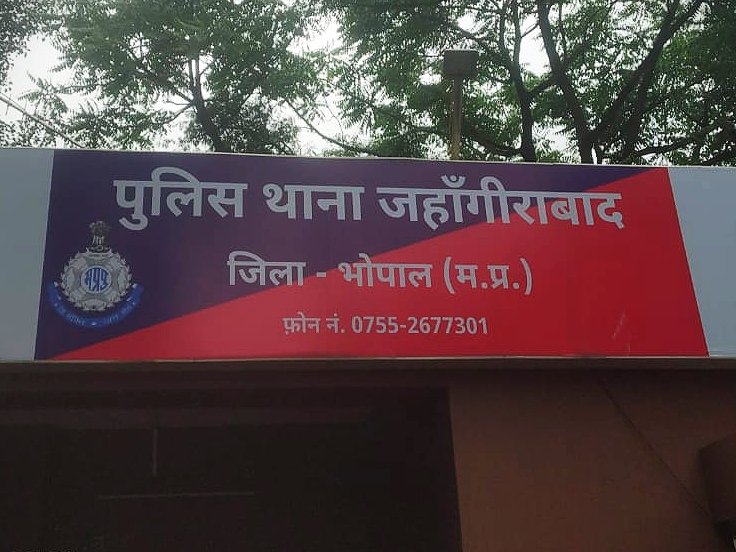 पुलिस थाना जहाँगीराबाद
जिला - भोपाल (म.प्र.)
फ़ोन नं. 0755-2677301